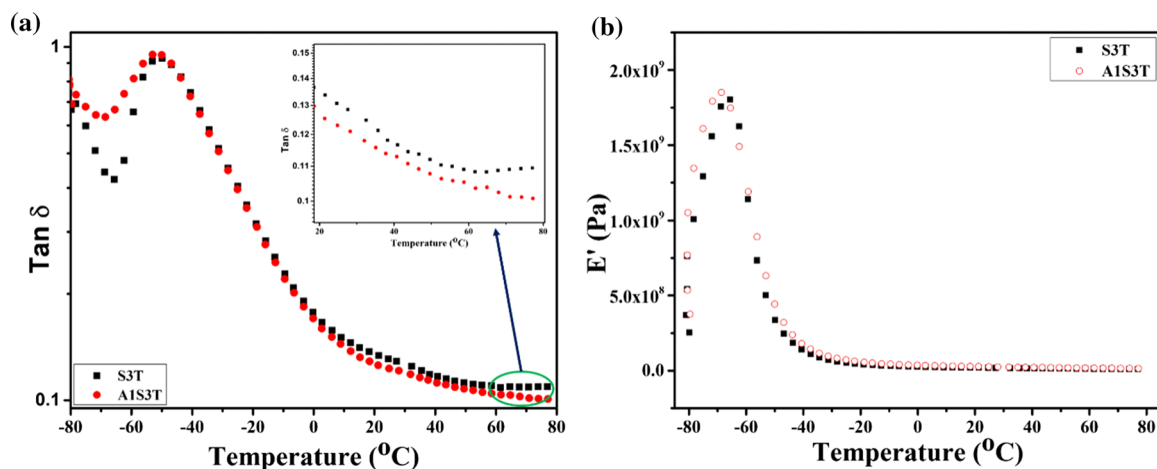 (a)
1
0.1
Tan δ
-80 -60 -40 -20 0 20 40 60 80
Temperature (⁰C)
S3T
A1S3T
0.15
0.14
0.13
0.12
0.11
0.1
Tan δ
20 40 60 80
Temperature (⁰C)
(b)
2.0x10⁹
1.5x10⁹
1.0x10⁹
5.0x10⁸
0.0
E' (Pa)
-80 -60 -40 -20 0 20 40 60 80
Temperature (⁰C)
S3T
A1S3T